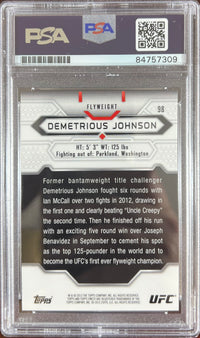 PSA
PSA
84757309
FLYWEIGHT
98
DEMETRIOUS JOHNSON
HT: 5' 3" WT: 125 lbs
Fighting out of: Parkland, Washington
Former bantamweight title challenger
Demetrious Johnson fought six rounds with
Ian McCall over two fights in 2012, drawing in
the first one and clearly beating "Uncle Creepy"
the second time. Then he finished off his
run with an exciting five round win over Joseph
Benavidez in September to cement his spot
as the top 125-pounder in the world and to
become the UFC's first ever flyweight champion.
Topps
UFC